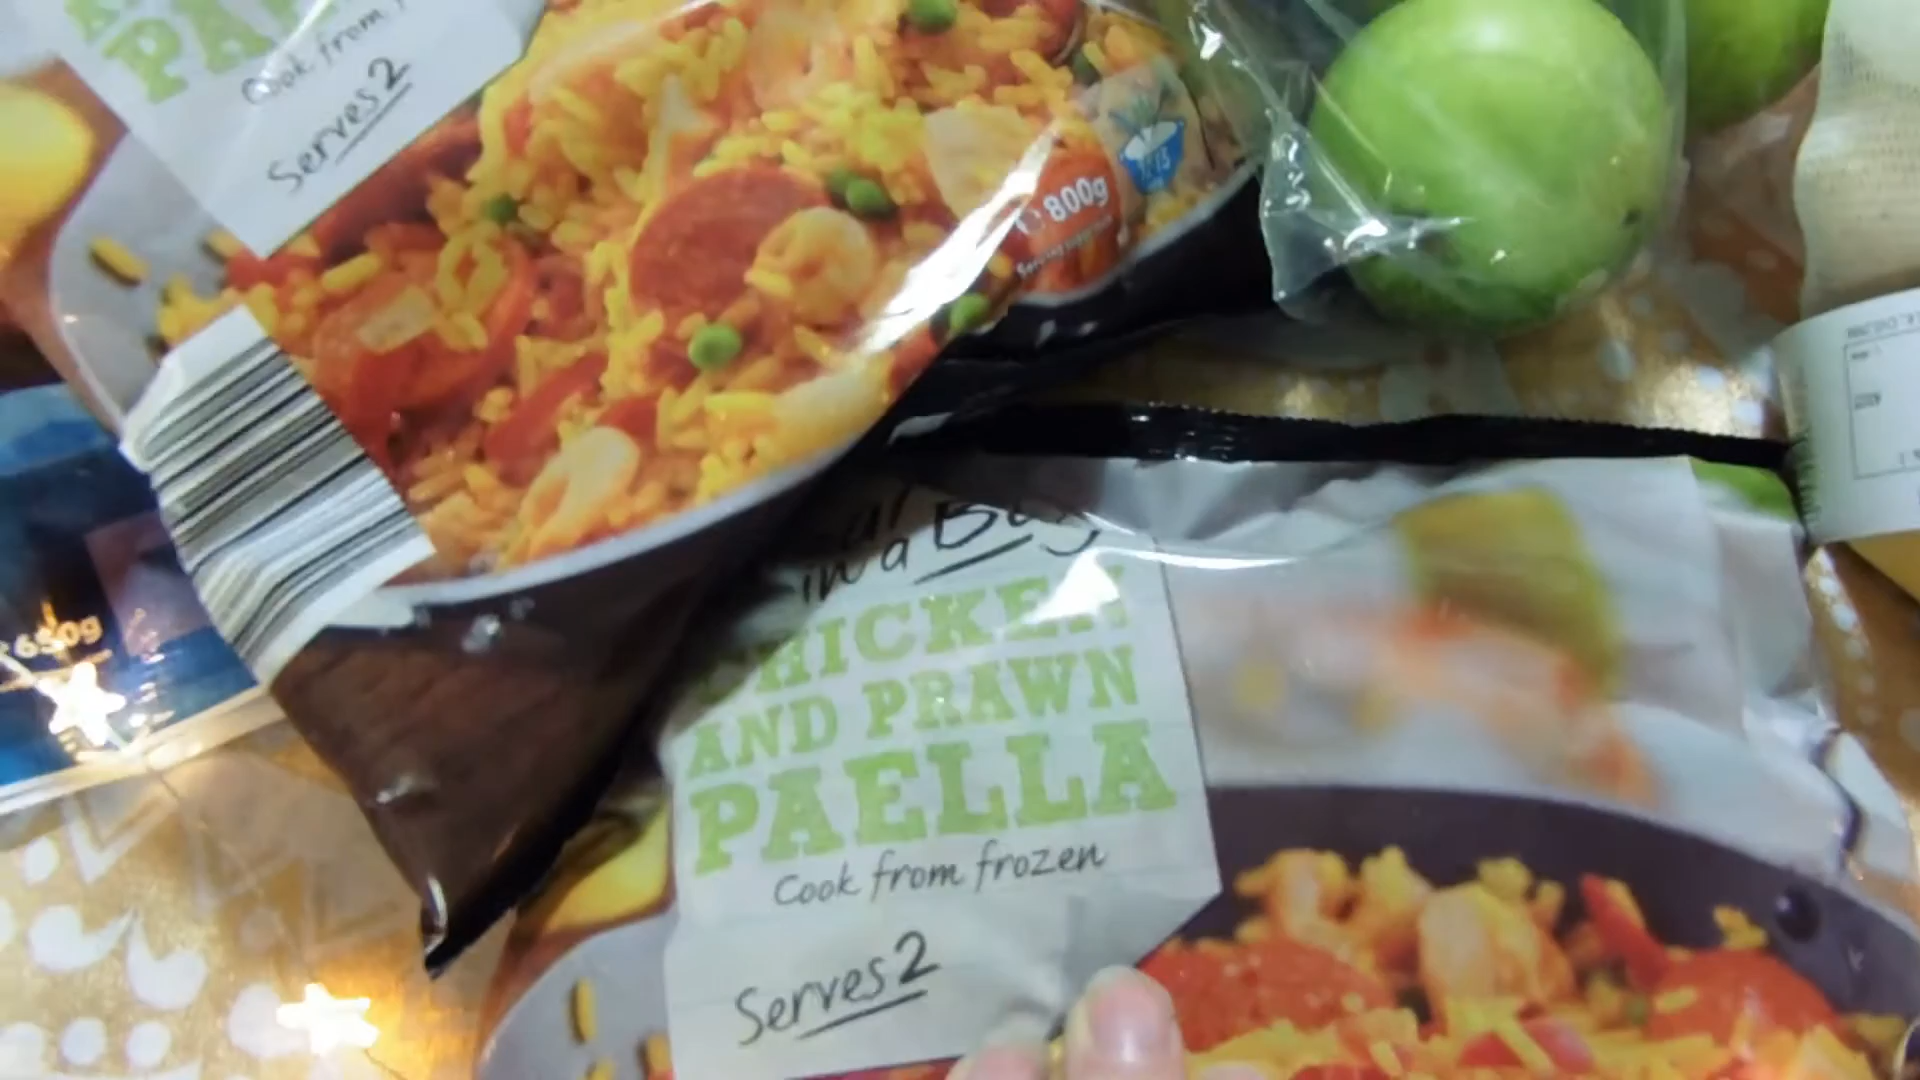 PA
Cook from
Serves 2
800g
650g
in a Bag
CHICKEN
AND PRAWN
PAELLA
Cook from frozen
Serves 2